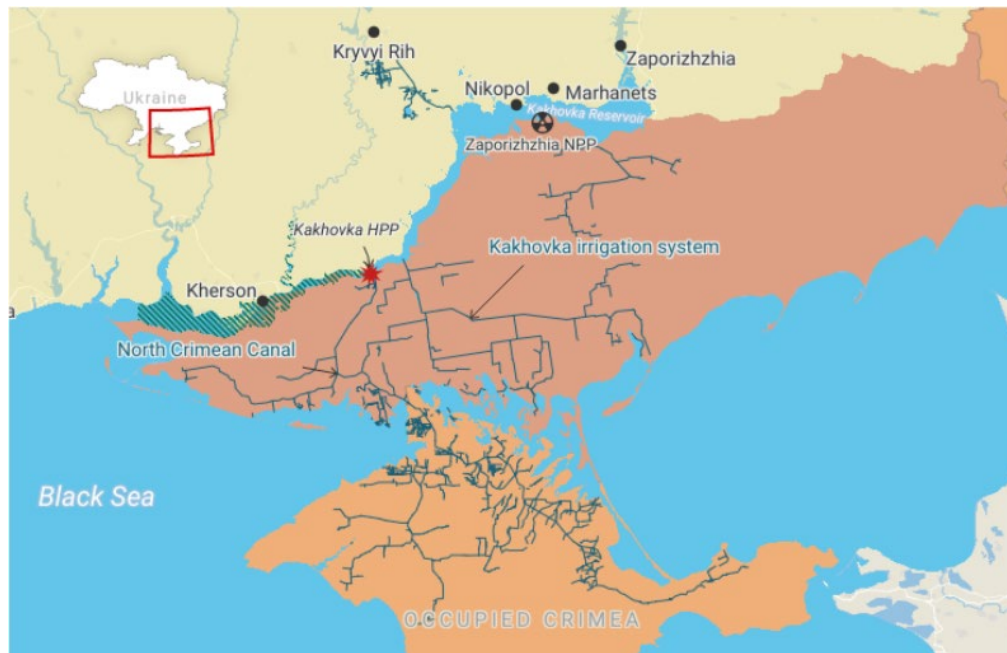 Kryvyi Rih
Zaporizhzhia
Ukraine
Nikopol
Marhanets
Kakhovka Reservoir
Zaporizhzhia NPP
Kakhovka HPP
Kakhovka irrigation system
Kherson
a
North Crimean Canal
Black Sea
OCCUPIED CRIMEA